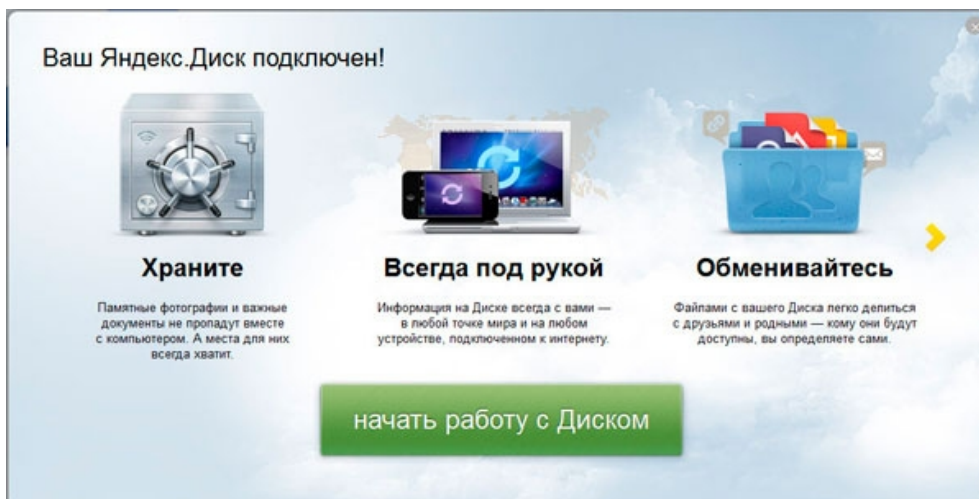 Ваш Яндекс.Диск подключен!
Храните
Памятные фотографии и важные
документы не пропадут вместе
с компьютером. А места для них
всегда хватит.
Всегда под рукой
Информация на Диске всегда с вами —
в любой точке мира и на любом
устройстве, подключенном к интернету.
Обменивайтесь
Файлами с вашего Диска легко делиться
с друзьями и родными — кому они будут
доступны, вы определяете сами.
начать работу с Диском